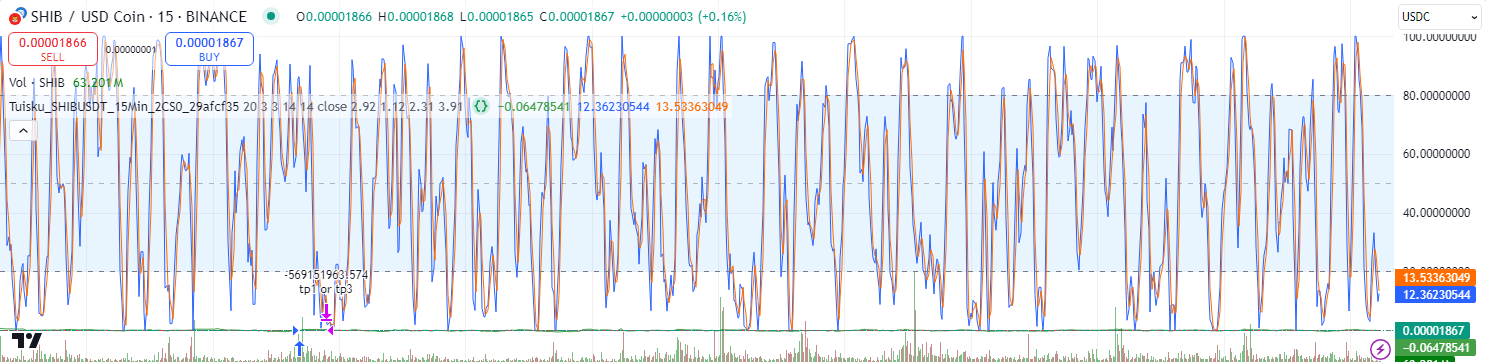 SHIB / USD Coin · 15 · BINANCE O0.00001866 H0.00001868 L0.00001865 C0.00001867 +0.00000003 (+0.16%)
USDC
0.00001866
SELL
0.00000001
0.00001867
BUY
100.00000000
Vol · SHIB 63.201 M
80.00000000
Tuisku_SHIBUSDT_15Min_2CS0_29afcf35 20 3 3 14 14 close 2.92 1.12 2.31 3.91 −0.06478541 12.36230544 13.53363049
60.00000000
40.00000000
-569151963.574
tp1 or tp3
13.53363049
12.36230544
0.00001867
−0.06478541